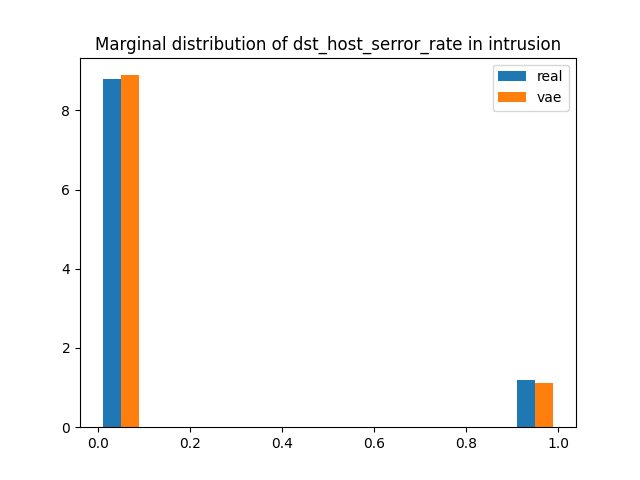 Marginal distribution of dst_host_serror_rate in intrusion
real
vae
8
6
4
2
0
0.0 0.2 0.4 0.6 0.8 1.0